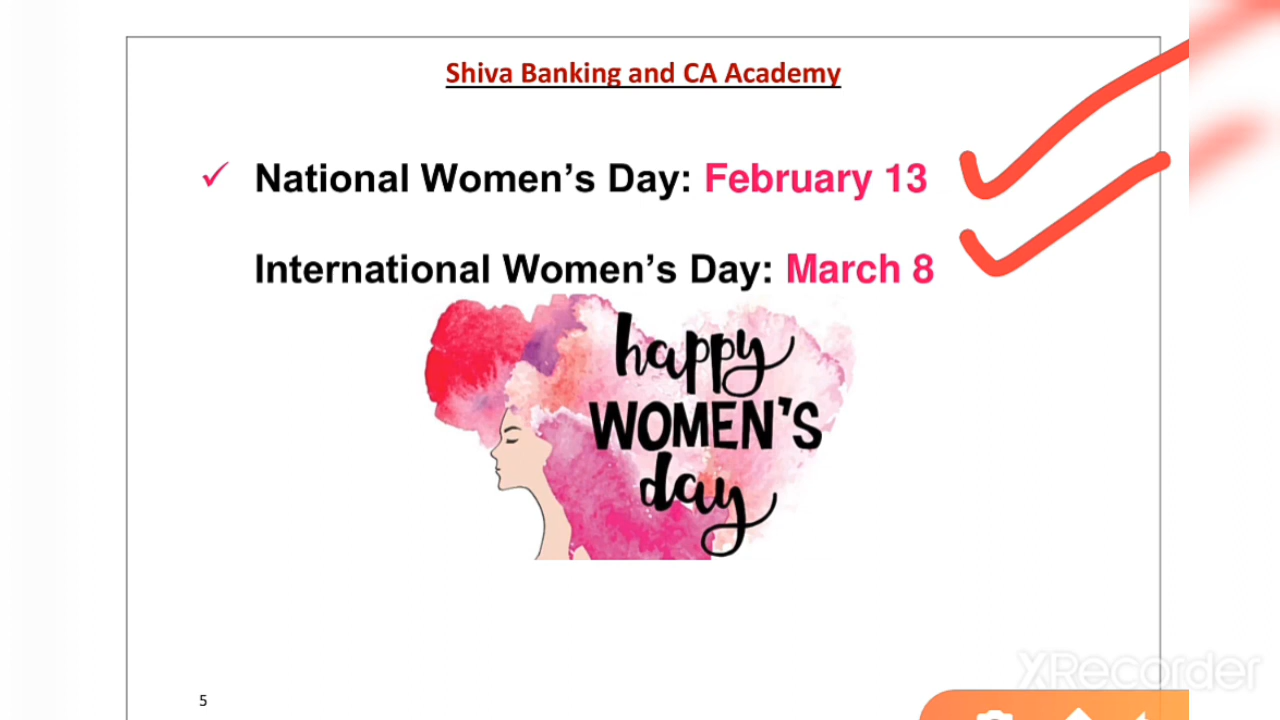 Shiva Banking and CA Academy
✓ National Women's Day: February 13
International Women's Day: March 8
happy
WOMEN'S
day
5
XRecorder